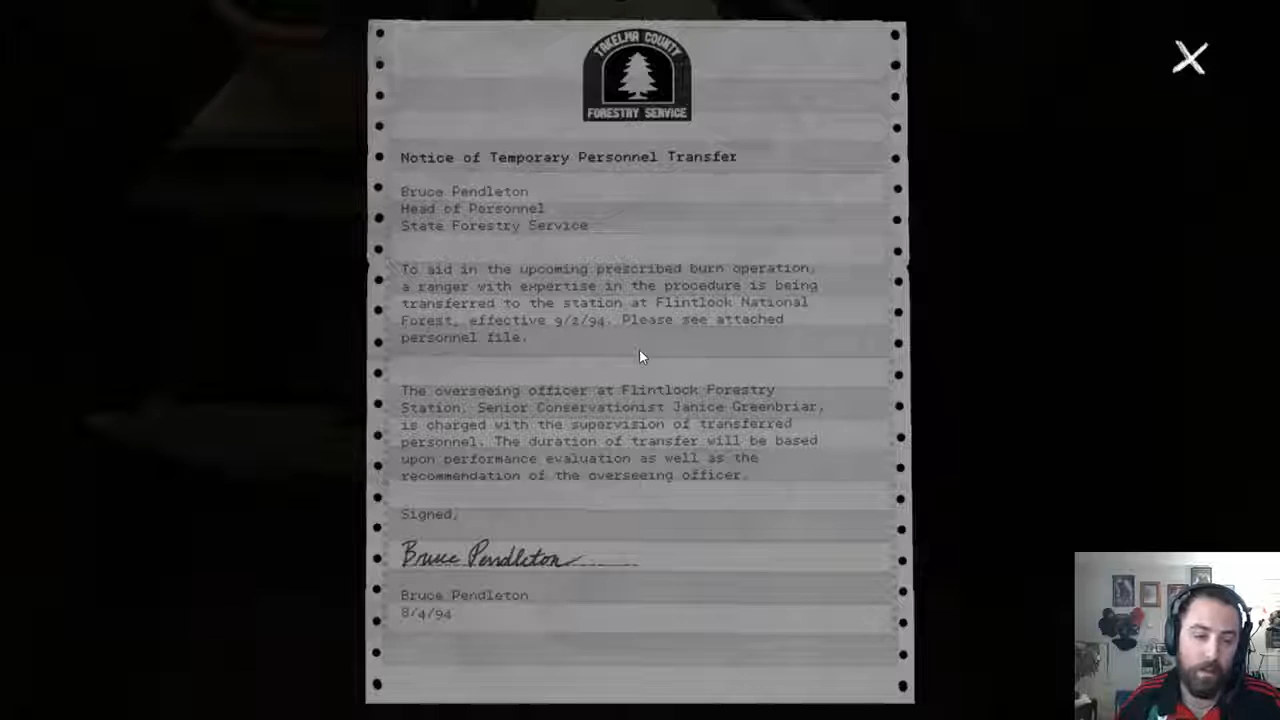 TAKELMA COUNTY
FORESTRY SERVICE
Notice of Temporary Personnel Transfer
Bruce Pendleton
Head of Personnel
State Forestry Service
To aid in the upcoming prescribed burn operation,
a ranger with expertise in the procedure is being
transferred to the station at Flintlock National
Forest, effective 9/2/94. Please see attached
personnel file.
The overseeing officer at Flintlock Forestry
Station, Senior Conservationist Janice Greenbriar,
is charged with the supervision of transferred
personnel. The duration of transfer will be based
upon performance evaluation as well as the
recommendation of the overseeing officer.
Signed,
Bruce Pendleton
Bruce Pendleton
8/4/94